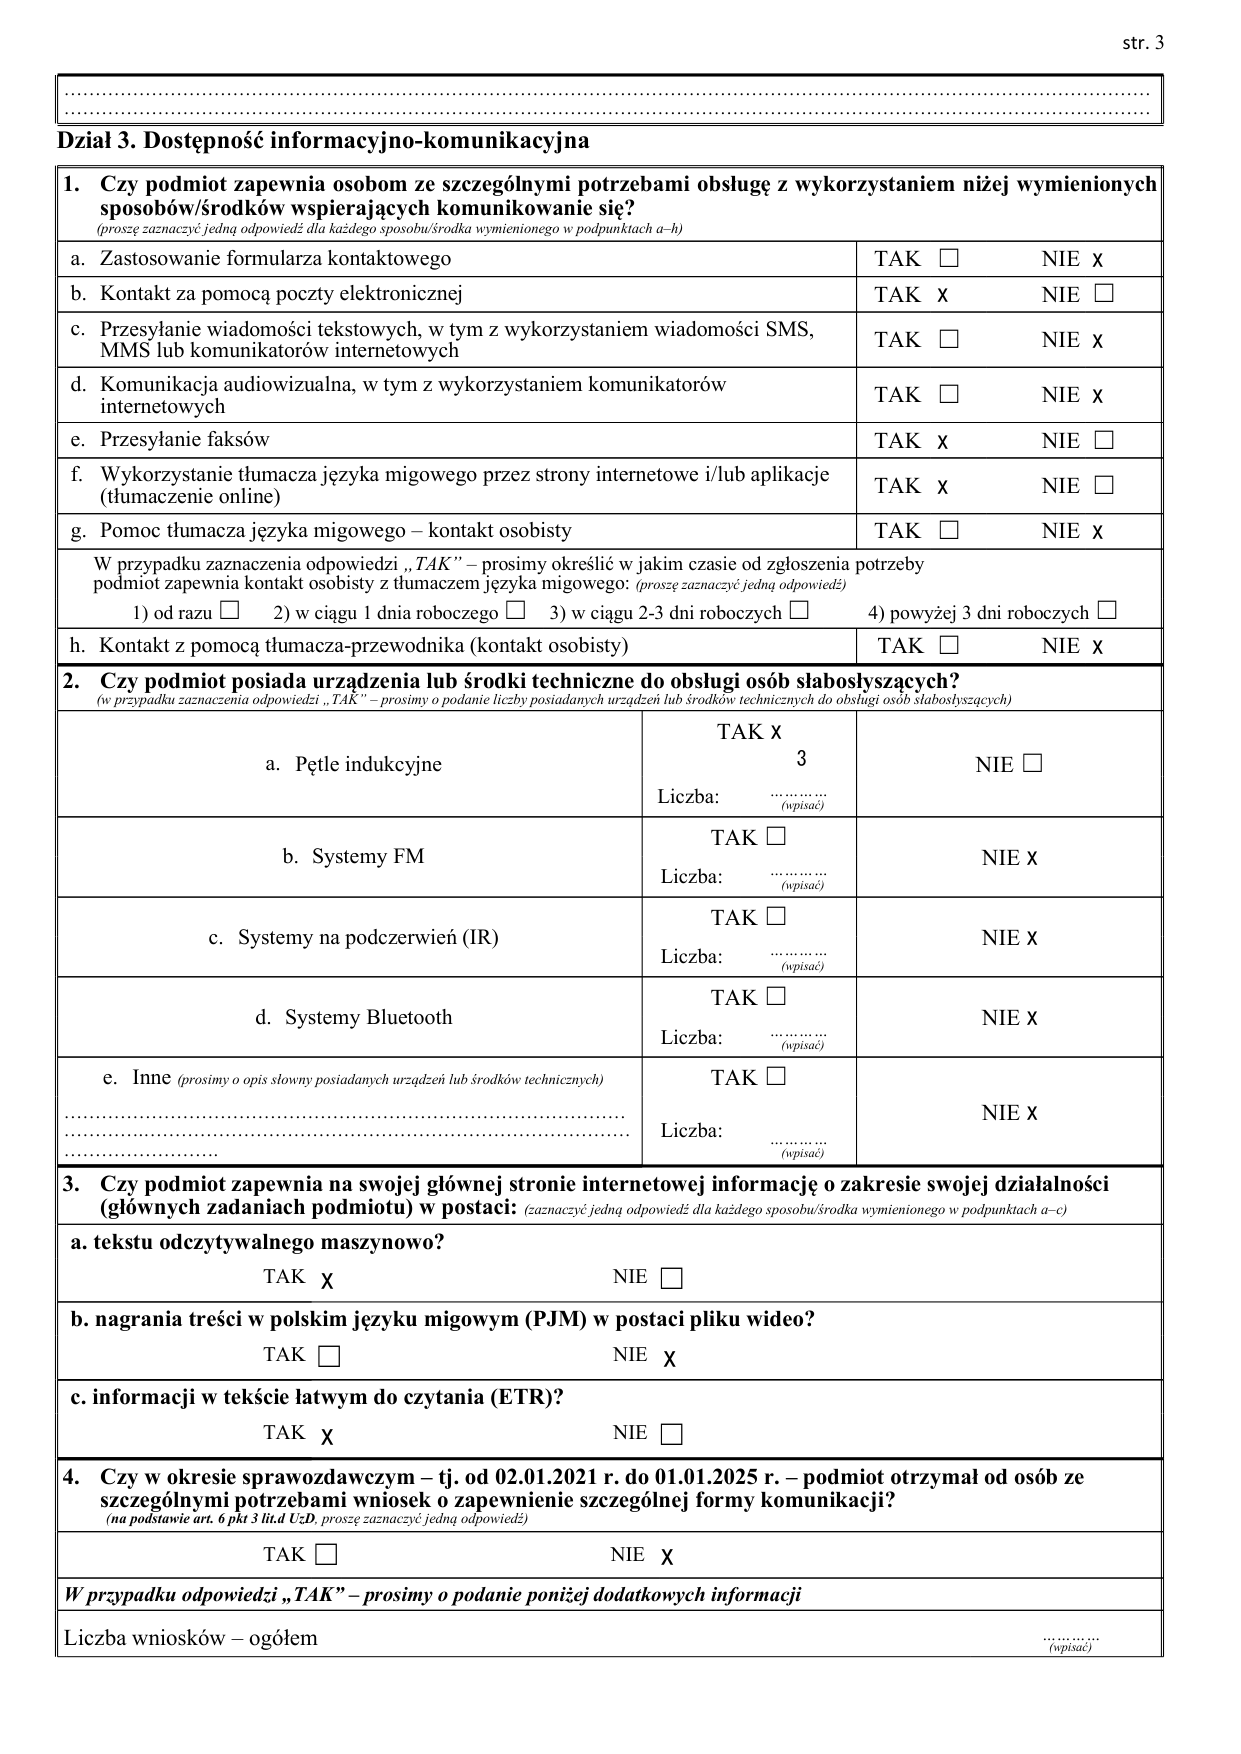 str. 3
……………………………………………………………………………………………………………………………………………………
……………………………………………………………………………………………………………………………………………………
Dział 3. Dostępność informacyjno-komunikacyjna
1. Czy podmiot zapewnia osobom ze szczególnymi potrzebami obsługę z wykorzystaniem niżej wymienionych
sposobów/środków wspierających komunikowanie się?
(proszę zaznaczyć jedną odpowiedź dla każdego sposobu/środka wymienionego w podpunktach a–h)
a. Zastosowanie formularza kontaktowego TAK ☐ NIE x
b. Kontakt za pomocą poczty elektronicznej TAK x NIE ☐
c. Przesyłanie wiadomości tekstowych, w tym z wykorzystaniem wiadomości SMS,
MMS lub komunikatorów internetowych TAK ☐ NIE x
d. Komunikacja audiowizualna, w tym z wykorzystaniem komunikatorów
internetowych TAK ☐ NIE x
e. Przesyłanie faksów TAK x NIE ☐
f. Wykorzystanie tłumacza języka migowego przez strony internetowe i/lub aplikacje
(tłumaczenie online) TAK x NIE ☐
g. Pomoc tłumacza języka migowego – kontakt osobisty TAK ☐ NIE x
W przypadku zaznaczenia odpowiedzi „TAK” – prosimy określić w jakim czasie od zgłoszenia potrzeby
podmiot zapewnia kontakt osobisty z tłumaczem języka migowego: (proszę zaznaczyć jedną odpowiedź)
1) od razu ☐ 2) w ciągu 1 dnia roboczego ☐ 3) w ciągu 2-3 dni roboczych ☐ 4) powyżej 3 dni roboczych ☐
h. Kontakt z pomocą tłumacza-przewodnika (kontakt osobisty) TAK ☐ NIE x
2. Czy podmiot posiada urządzenia lub środki techniczne do obsługi osób słabosłyszących?
(w przypadku zaznaczenia odpowiedzi „TAK” – prosimy o podanie liczby posiadanych urządzeń lub środków technicznych do obsługi osób słabosłyszących)
TAK x
3
a. Pętle indukcyjne NIE ☐
Liczba: …………
(wpisać)
TAK ☐
b. Systemy FM NIE x
Liczba: …………
(wpisać)
TAK ☐
c. Systemy na podczerwień (IR) NIE x
Liczba: …………
(wpisać)
TAK ☐
d. Systemy Bluetooth NIE x
Liczba: …………
(wpisać)
e. Inne (prosimy o opis słowny posiadanych urządzeń lub środków technicznych) TAK ☐
……………………………………………………………………………… NIE x
…………..…………………………………………………………………… Liczba: …………
……………………. (wpisać)
3. Czy podmiot zapewnia na swojej głównej stronie internetowej informację o zakresie swojej działalności
(głównych zadaniach podmiotu) w postaci: (zaznaczyć jedną odpowiedź dla każdego sposobu/środka wymienionego w podpunktach a–c)
a. tekstu odczytywalnego maszynowo?
TAK x NIE ☐
b. nagrania treści w polskim języku migowym (PJM) w postaci pliku wideo?
TAK ☐ NIE x
c. informacji w tekście łatwym do czytania (ETR)?
TAK x NIE ☐
4. Czy w okresie sprawozdawczym – tj. od 02.01.2021 r. do 01.01.2025 r. – podmiot otrzymał od osób ze
szczególnymi potrzebami wniosek o zapewnienie szczególnej formy komunikacji?
(na podstawie art. 6 pkt 3 lit.d UzD, proszę zaznaczyć jedną odpowiedź)
TAK ☐ NIE x
W przypadku odpowiedzi „TAK” – prosimy o podanie poniżej dodatkowych informacji
Liczba wniosków – ogółem …………
(wpisać)